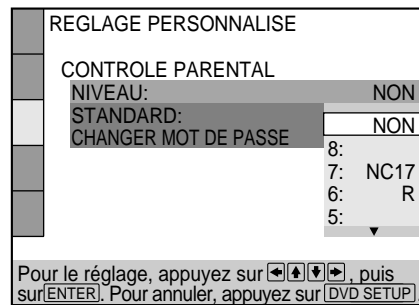 REGLAGE PERSONNALISE
CONTROLE PARENTAL
NIVEAU: NON
STANDARD: NON
CHANGER MOT DE PASSE
8:
7: NC17
6: R
5:
Pour le réglage, appuyez sur , puis
sur ENTER . Pour annuler, appuyez sur DVD SETUP